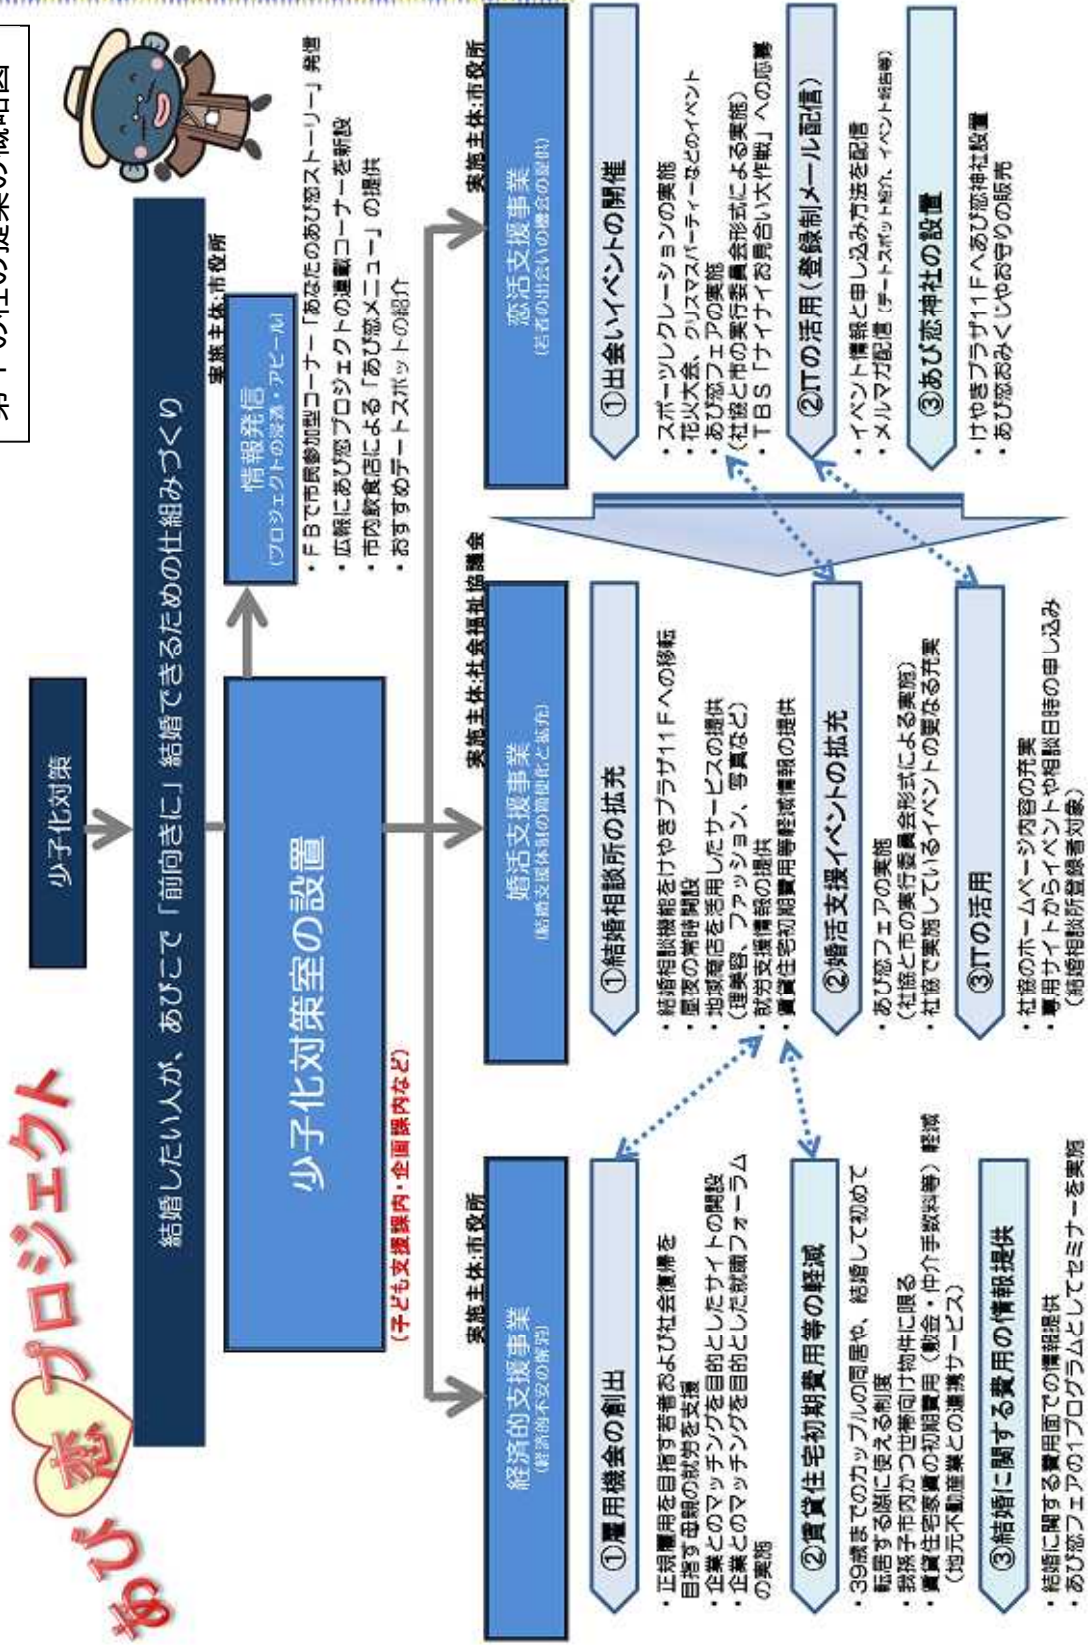 あび恋プロジェクト
少子化対策
結婚したい人が、あびこで「前向きに」結婚できるための仕組みづくり
少子化対策室の設置
(子ども支援課内・企画課内など)
実施主体:市役所
情報発信
(プロジェクトの浸透・アピール)
・FBで市民参加型コーナー「あなたのあび恋ストーリー」発信
・広報にあび恋プロジェクトの連載コーナーを新設
・市内飲食店による「あび恋メニュー」の提供
・おすすめデートスポットの紹介
実施主体:市役所
経済的支援事業
(経済的不安の解消)
①雇用機会の創出
・正規雇用を目指す若者および社会復帰を
目指す母親の就労を支援
・企業とのマッチングを目的としたサイトの開設
・企業とのマッチングを目的とした就職フォーラム
の実施
②賃貸住宅初期費用等の軽減
・39歳までのカップルの同居や、結婚して初めて
転居する際に使える制度
・我孫子市内かつ世帯向け物件に限る
・賃貸住宅家賃の初期費用（敷金・仲介手数料等）軽減
（地元不動産業との連携サービス）
③結婚に関する費用の情報提供
・結婚に関する費用面での情報提供
・あび恋フェアの1プログラムとしてセミナーを実施
実施主体:社会福祉協議会
婚活支援事業
(結婚支援体制の簡便化と拡充)
①結婚相談所の拡充
・結婚相談機能をけやきプラザ11Fへの移転
・昼夜の常時開設
・地域商店を活用したサービスの提供
（理美容、ファッション、写真など）
・就労支援情報の提供
・賃貸住宅初期費用等軽減情報の提供
②婚活支援イベントの拡充
・あび恋フェアの実施
（社協と市の実行委員会形式による実施）
・社協で実施しているイベントの更なる充実
③ITの活用
・社協のホームページ内容の充実
・専用サイトからイベントや相談日時の申し込み
（結婚相談所登録者対象）
実施主体:市役所
恋活支援事業
(若者の出会いの機会の提供)
①出会いイベントの開催
・スポーツレクレーションの実施
・花火大会、クリスマスパーティーなどのイベント
・あび恋フェアの実施
（社協と市の実行委員会形式による実施）
・TBS「ナイナイお見合い大作戦」への応募
②ITの活用（登録制メール配信）
・イベント情報と申し込み方法を配信
・メルマガ配信（デートスポット紹介、イベント報告等）
③あび恋神社の設置
・けやきプラザ11Fへあび恋神社設置
・あび恋おみくじやお守りの販売